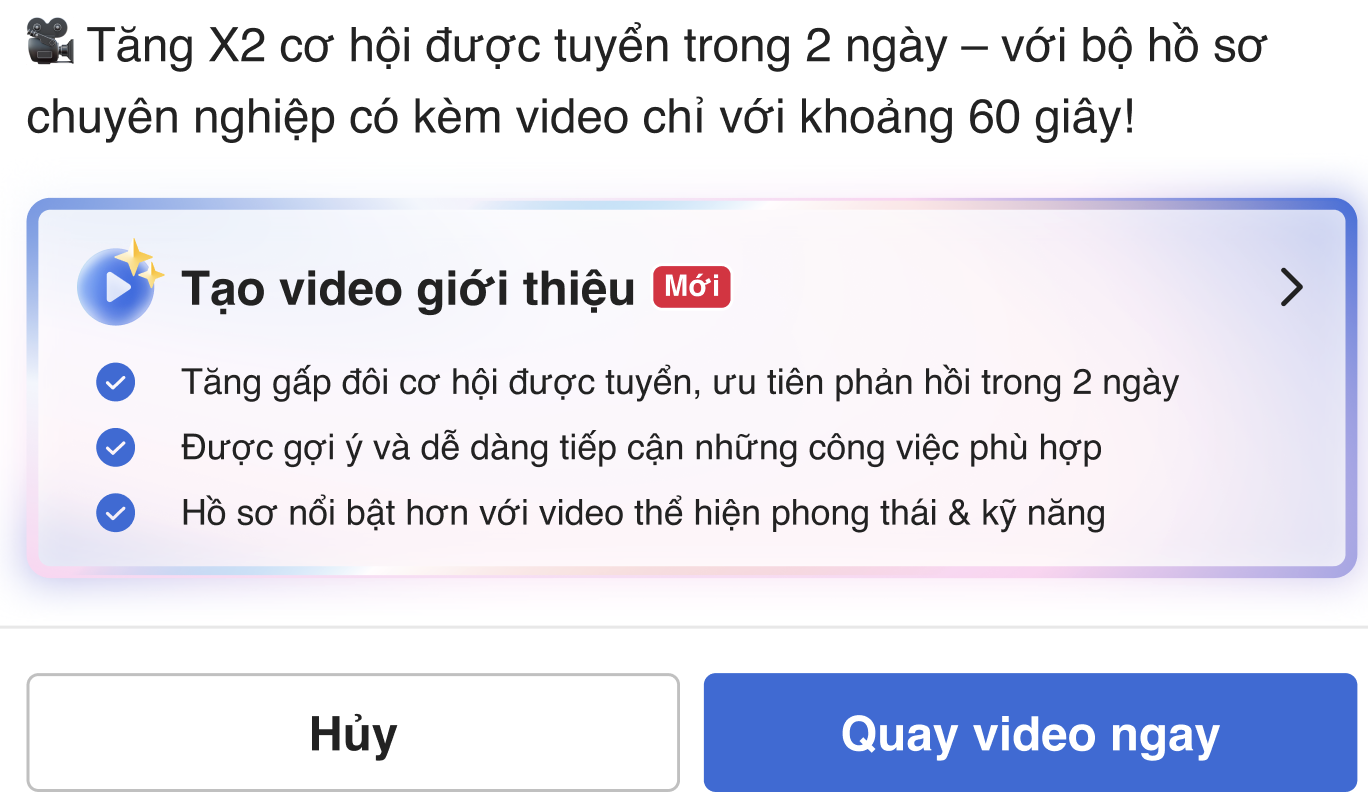 🎥 Tăng X2 cơ hội được tuyển trong 2 ngày – với bộ hồ sơ
chuyên nghiệp có kèm video chỉ với khoảng 60 giây!
Tạo video giới thiệu Mới
Tăng gấp đôi cơ hội được tuyển, ưu tiên phản hồi trong 2 ngày
Được gợi ý và dễ dàng tiếp cận những công việc phù hợp
Hồ sơ nổi bật hơn với video thể hiện phong thái & kỹ năng
Hủy
Quay video ngay